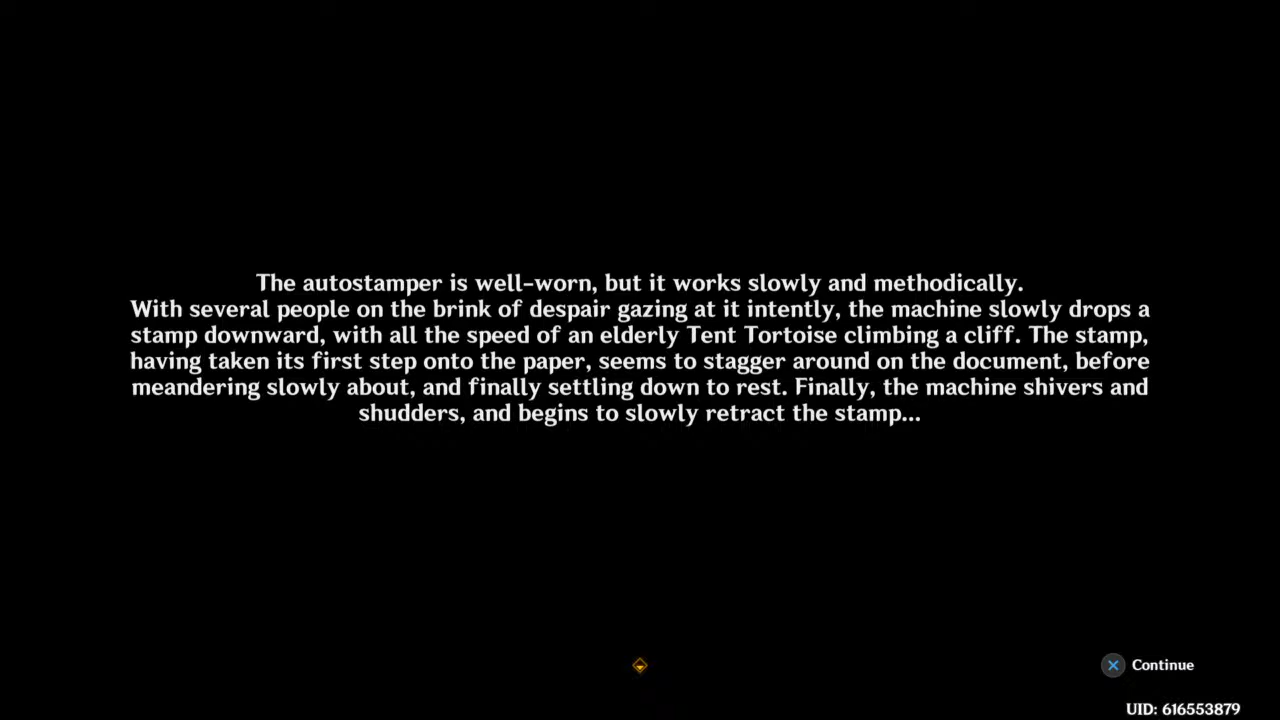 The autostamper is well-worn, but it works slowly and methodically.
With several people on the brink of despair gazing at it intently, the machine slowly drops a
stamp downward, with all the speed of an elderly Tent Tortoise climbing a cliff. The stamp,
having taken its first step onto the paper, seems to stagger around on the document, before
meandering slowly about, and finally settling down to rest. Finally, the machine shivers and
shudders, and begins to slowly retract the stamp...
Continue
UID: 616553879